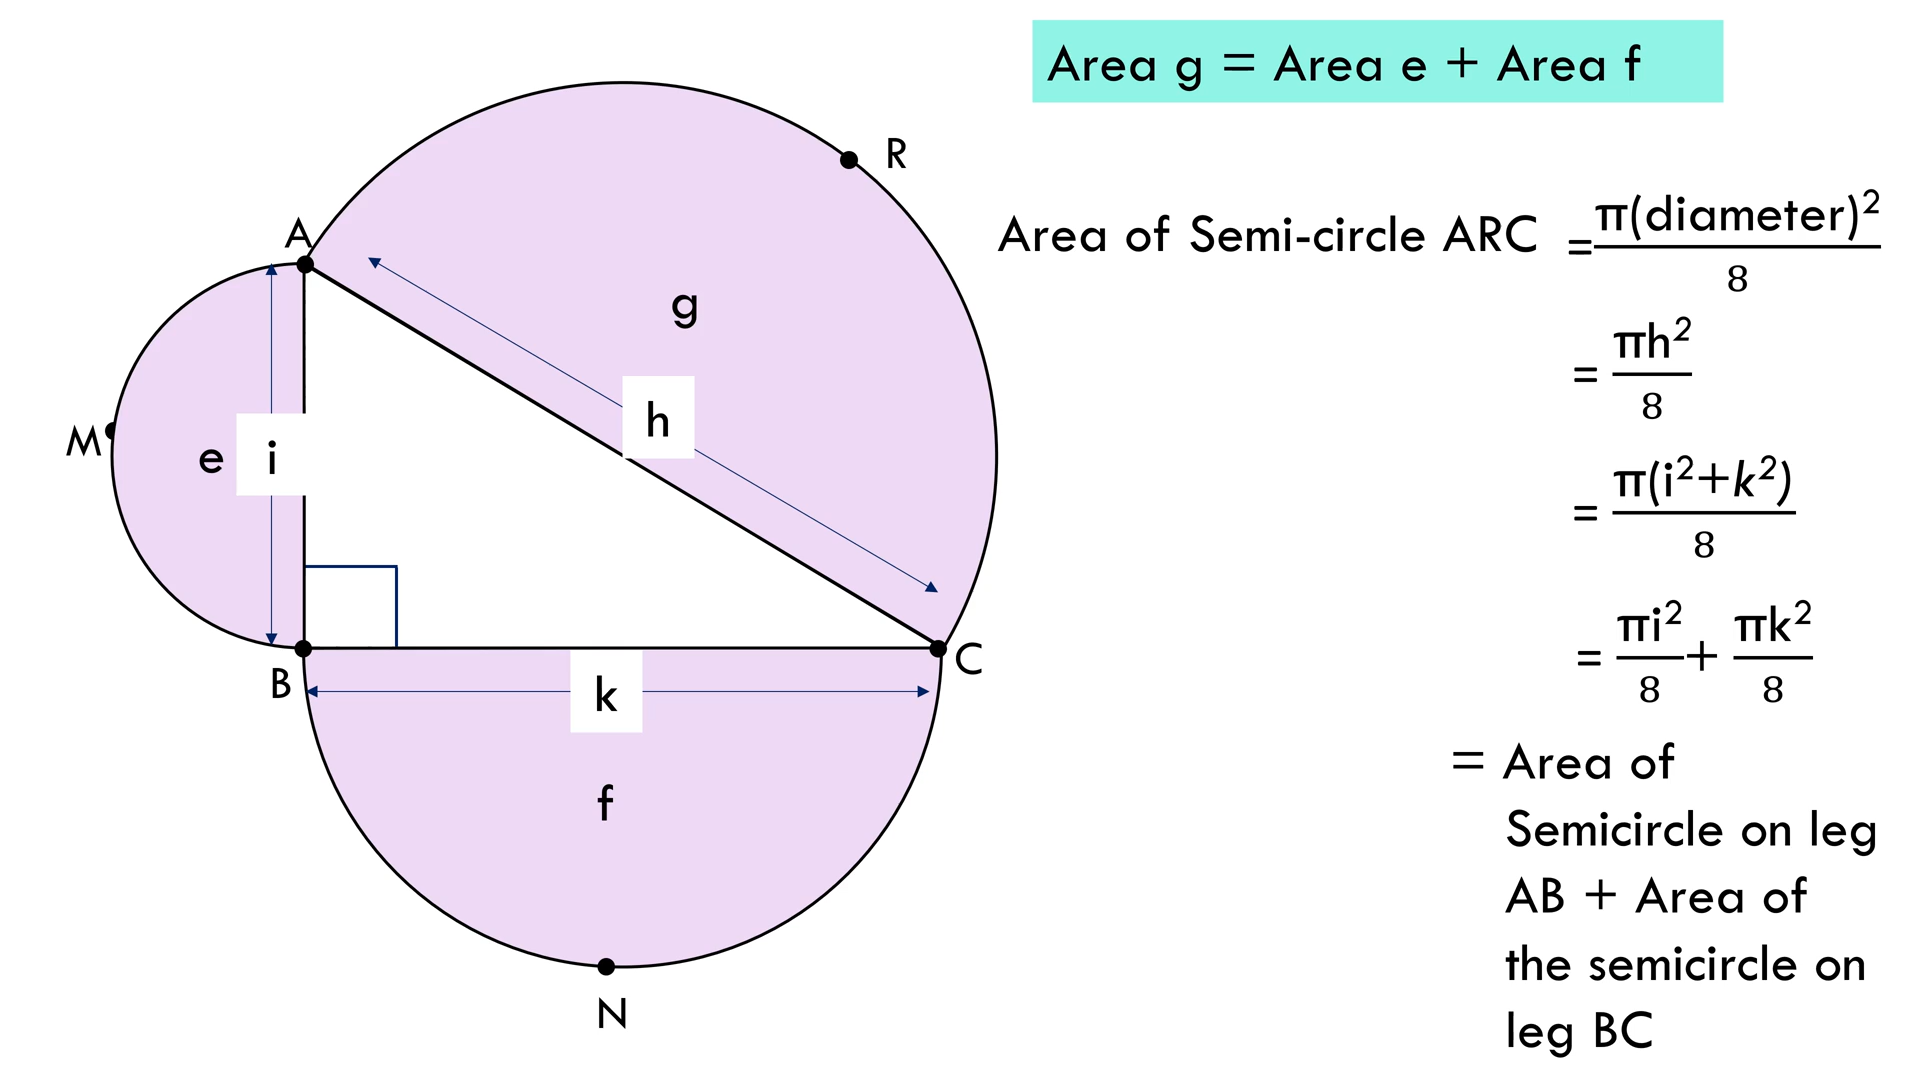 Area g = Area e + Area f
R
A
Area of Semi-circle ARC = π(diameter)²/8
g
= πh²/8
h
M
e
i
= π(i²+k²)/8
B
C
k
= πi²/8 + πk²/8
f
= Area of
Semicircle on leg
AB + Area of
the semicircle on
leg BC
N